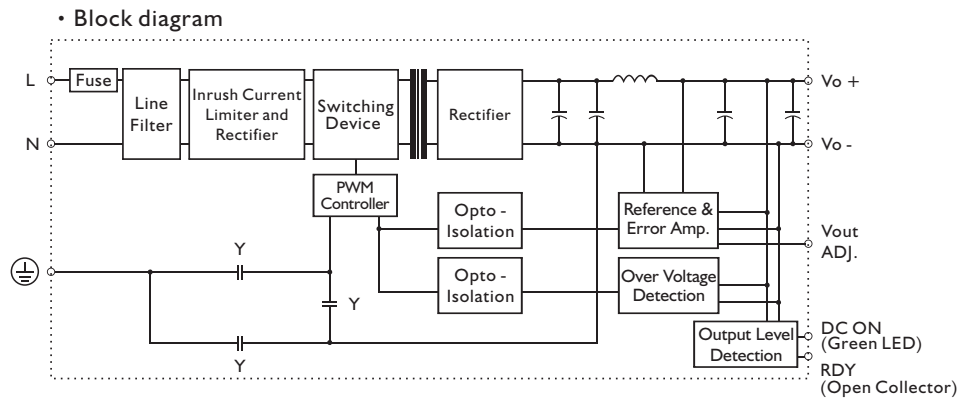 • Block diagram
L
Fuse
Line
Filter
Inrush Current
Limiter and
Rectifier
Switching
Device
Rectifier
Vo +
N
Vo -
PWM
Controller
Opto -
Isolation
Reference &
Error Amp.
Vout
ADJ.
Y
Opto -
Isolation
Over Voltage
Detection
Y
Y
Output Level
Detection
DC ON
(Green LED)
RDY
(Open Collector)